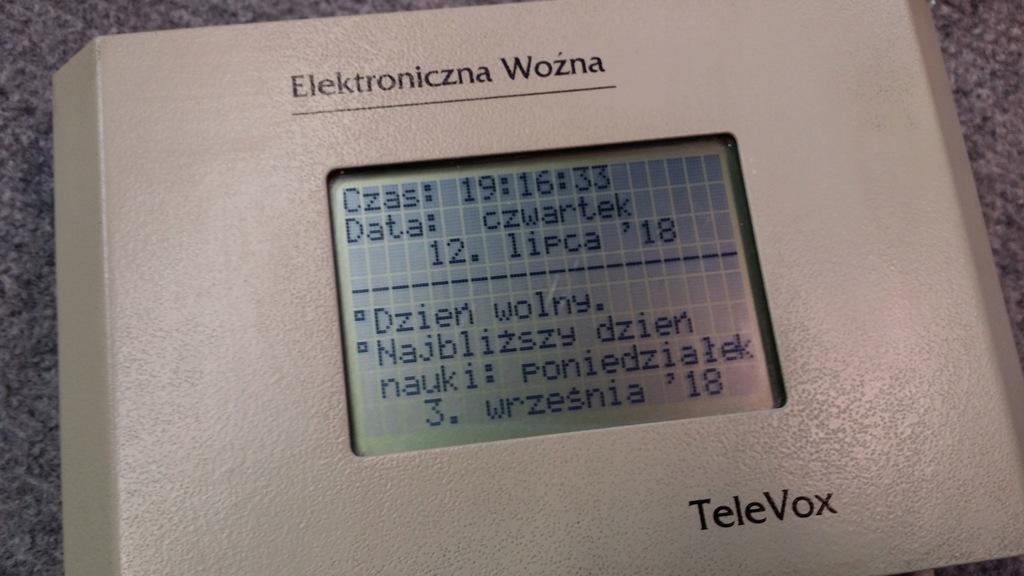 Elektroniczna Woźna
Czas: 19:16:33
Data: czwartek
12. lipca '18
Dzień wolny.
Najbliższy dzień
nauki: poniedziałek
3. września '18
TeleVox